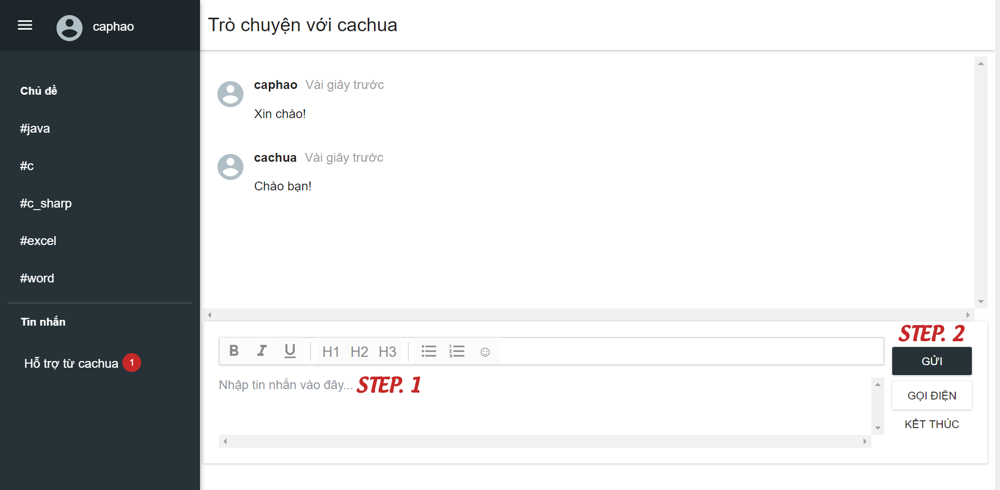 caphao
Trò chuyện với cachua
Chủ đề
#java
#c
#c_sharp
#excel
#word
Tin nhắn
Hỗ trợ từ cachua 1
caphao Vài giây trước
Xin chào!
cachua Vài giây trước
Chào bạn!
B I U H1 H2 H3
Nhập tin nhắn vào đây... STEP. 1
STEP. 2
GỬI
GỌI ĐIỆN
KẾT THÚC